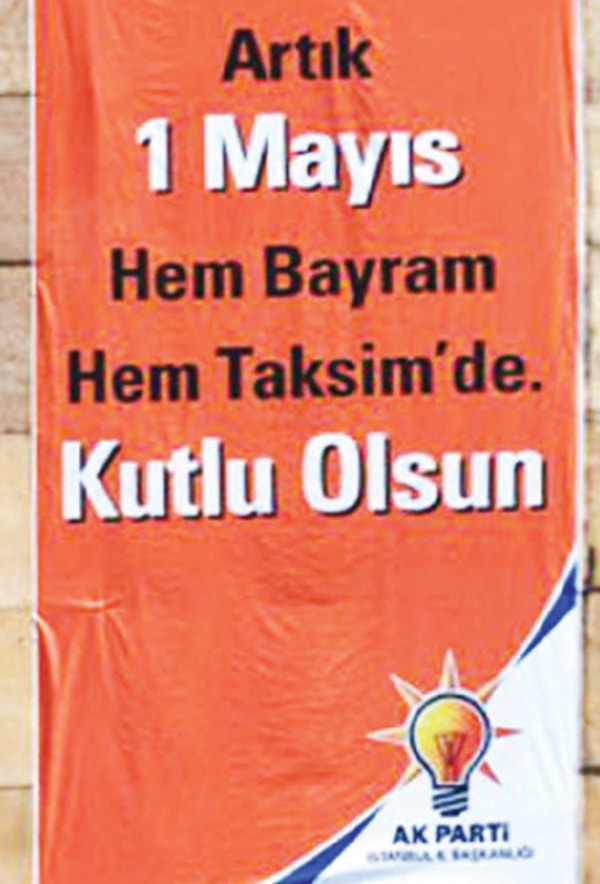 Artık
1 Mayıs
Hem Bayram
Hem Taksim'de.
Kutlu Olsun
AK PARTİ
İSTANBUL İL BAŞKANLIĞI